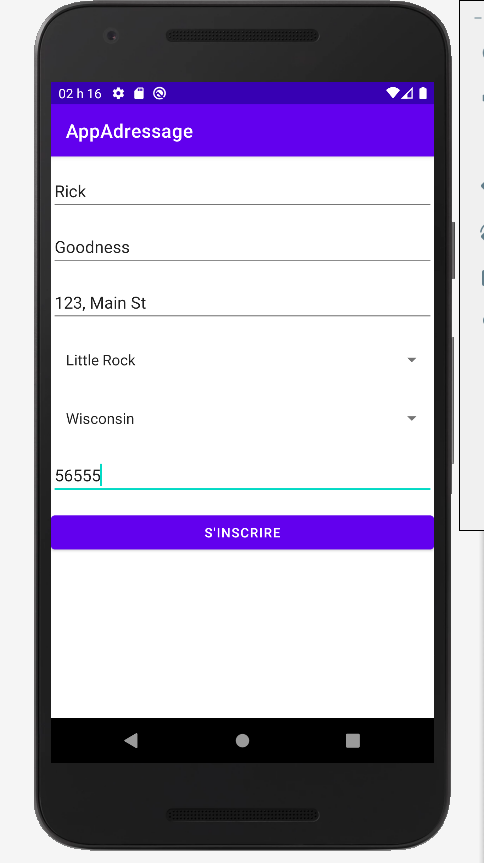 02 h 16
AppAdressage
Rick
Goodness
123, Main St
Little Rock
Wisconsin
56555
S'INSCRIRE